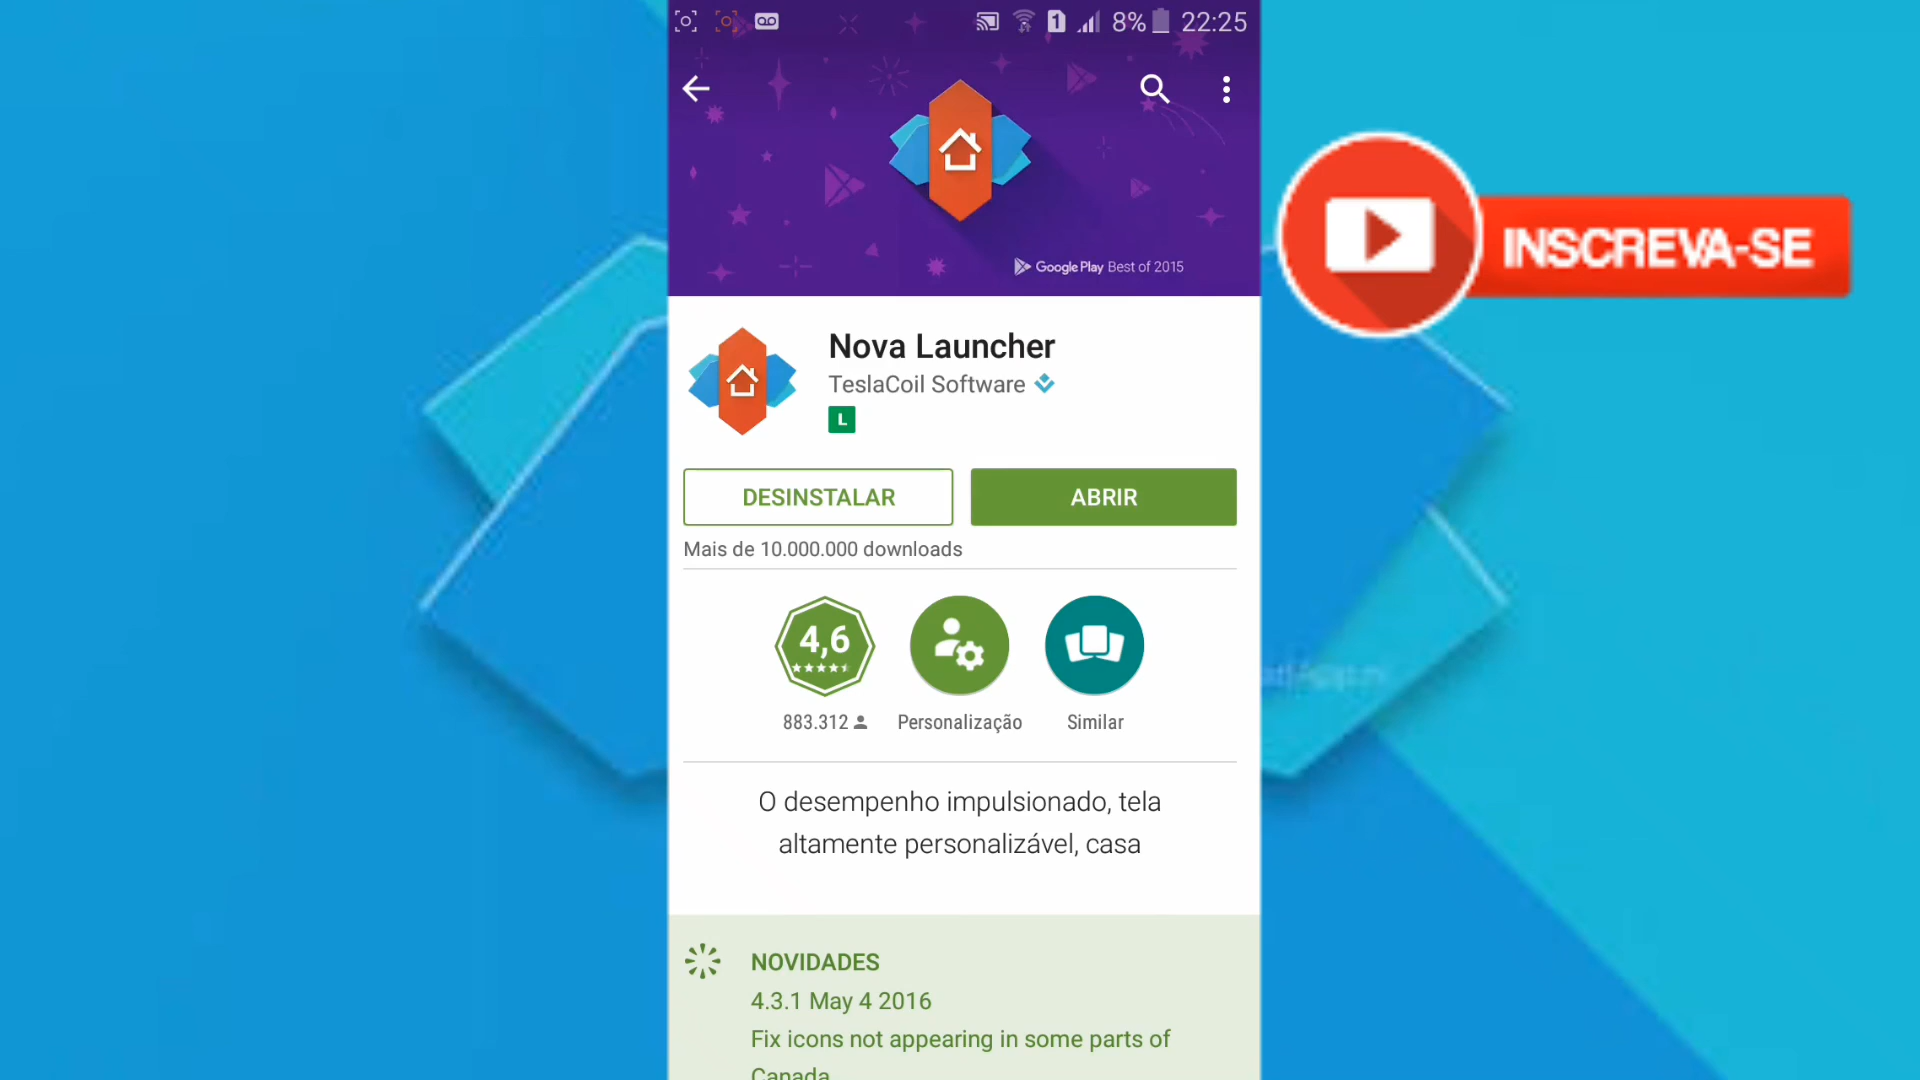 1 8% 22:25
Google Play Best of 2015
INSCREVA-SE
Nova Launcher
TeslaCoil Software
L
DESINSTALAR
ABRIR
Mais de 10.000.000 downloads
4,6
883.312
Personalização
Similar
O desempenho impulsionado, tela
altamente personalizável, casa
NOVIDADES
4.3.1 May 4 2016
Fix icons not appearing in some parts of
Canada